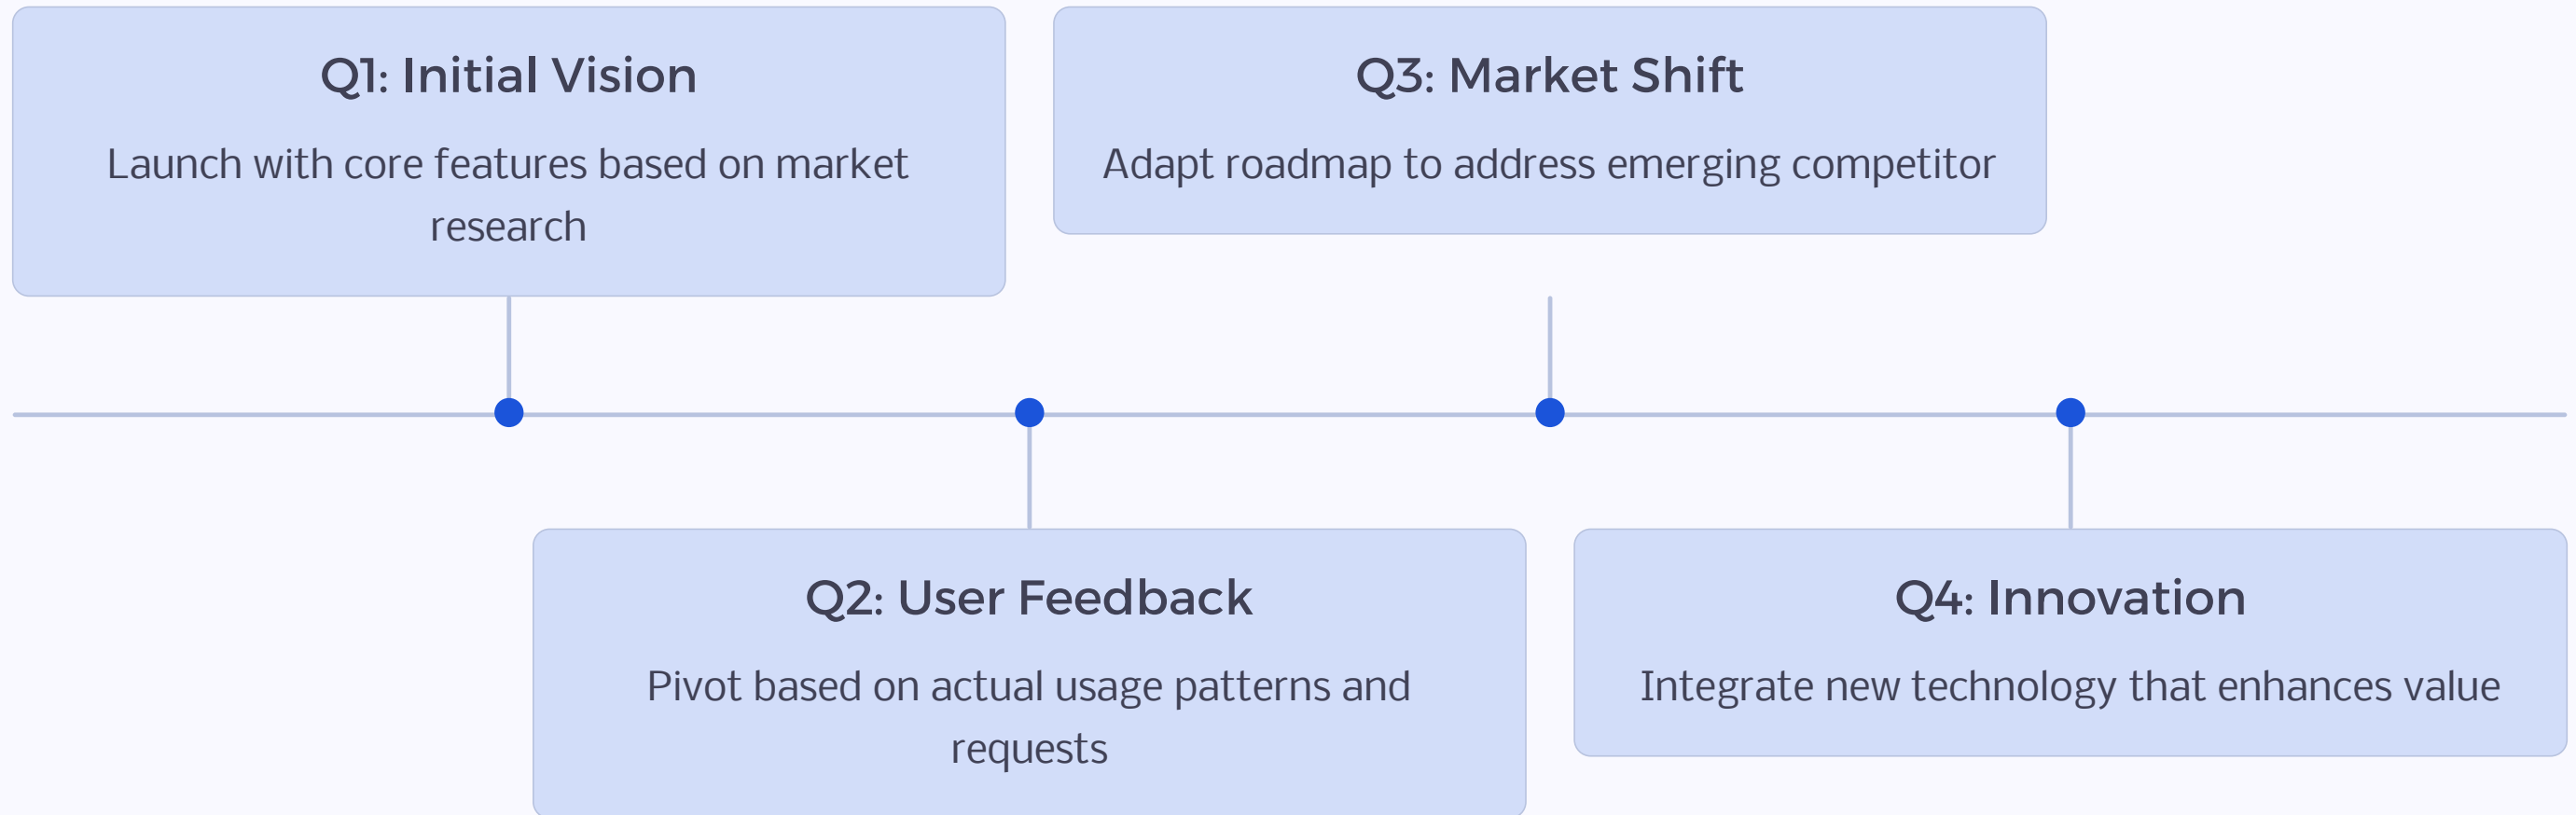 Q1: Initial Vision
Launch with core features based on market
research
Q2: User Feedback
Pivot based on actual usage patterns and
requests
Q3: Market Shift
Adapt roadmap to address emerging competitor
Q4: Innovation
Integrate new technology that enhances value